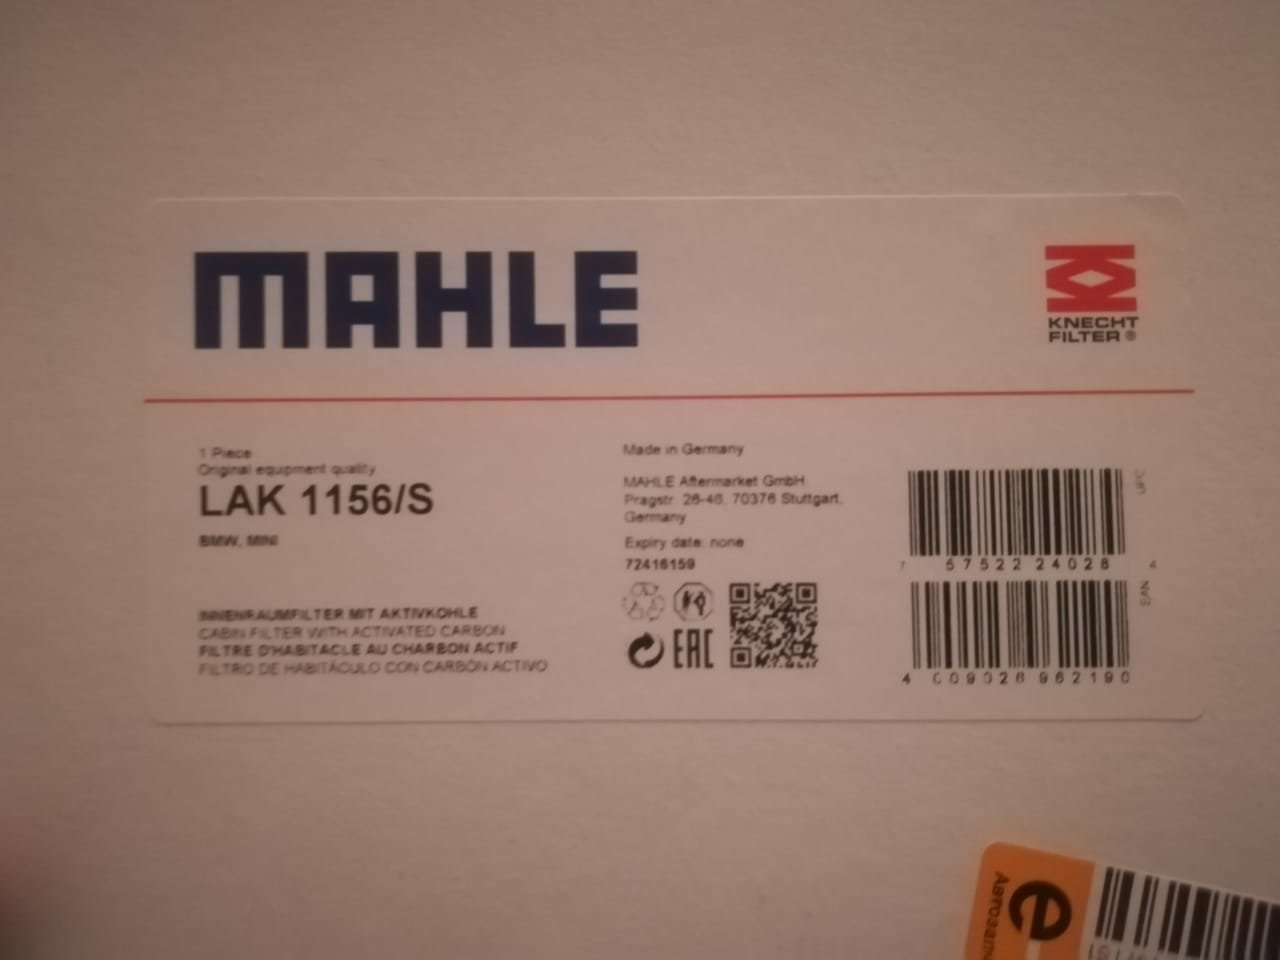 MAHLE
KNECHT
FILTER®
1 Piece
Original equipment quality
LAK 1156/S
BMW, MINI
INNENRAUMFILTER MIT AKTIVKOHLE
CABIN FILTER WITH ACTIVATED CARBON
FILTRE D'HABITACLE AU CHARBON ACTIF
FILTRO DE HABITÁCULO CON CARBÓN ACTIVO
Made in Germany
MAHLE Aftermarket GmbH
Pragstr. 26-46, 70376 Stuttgart,
Germany
Expiry date: none
72416159
EAC
UPC
7 57522 24028 4
EAN
4 009026 962190
e